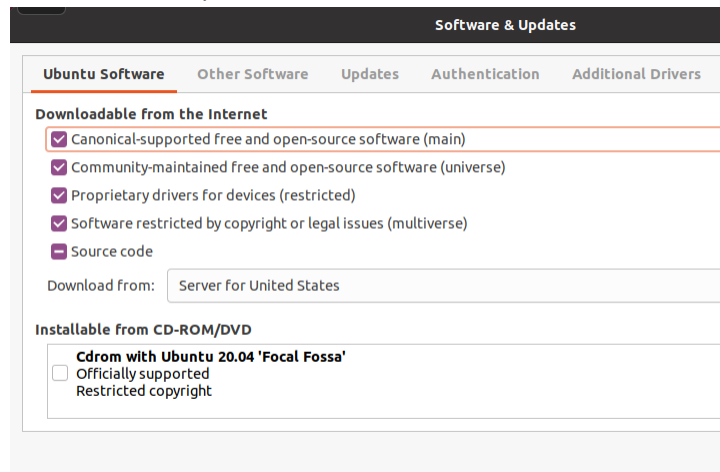 Software & Updates
Ubuntu Software Other Software Updates Authentication Additional Drivers
Downloadable from the Internet
Canonical-supported free and open-source software (main)
Community-maintained free and open-source software (universe)
Proprietary drivers for devices (restricted)
Software restricted by copyright or legal issues (multiverse)
Source code
Download from: Server for United States
Installable from CD-ROM/DVD
Cdrom with Ubuntu 20.04 'Focal Fossa'
Officially supported
Restricted copyright